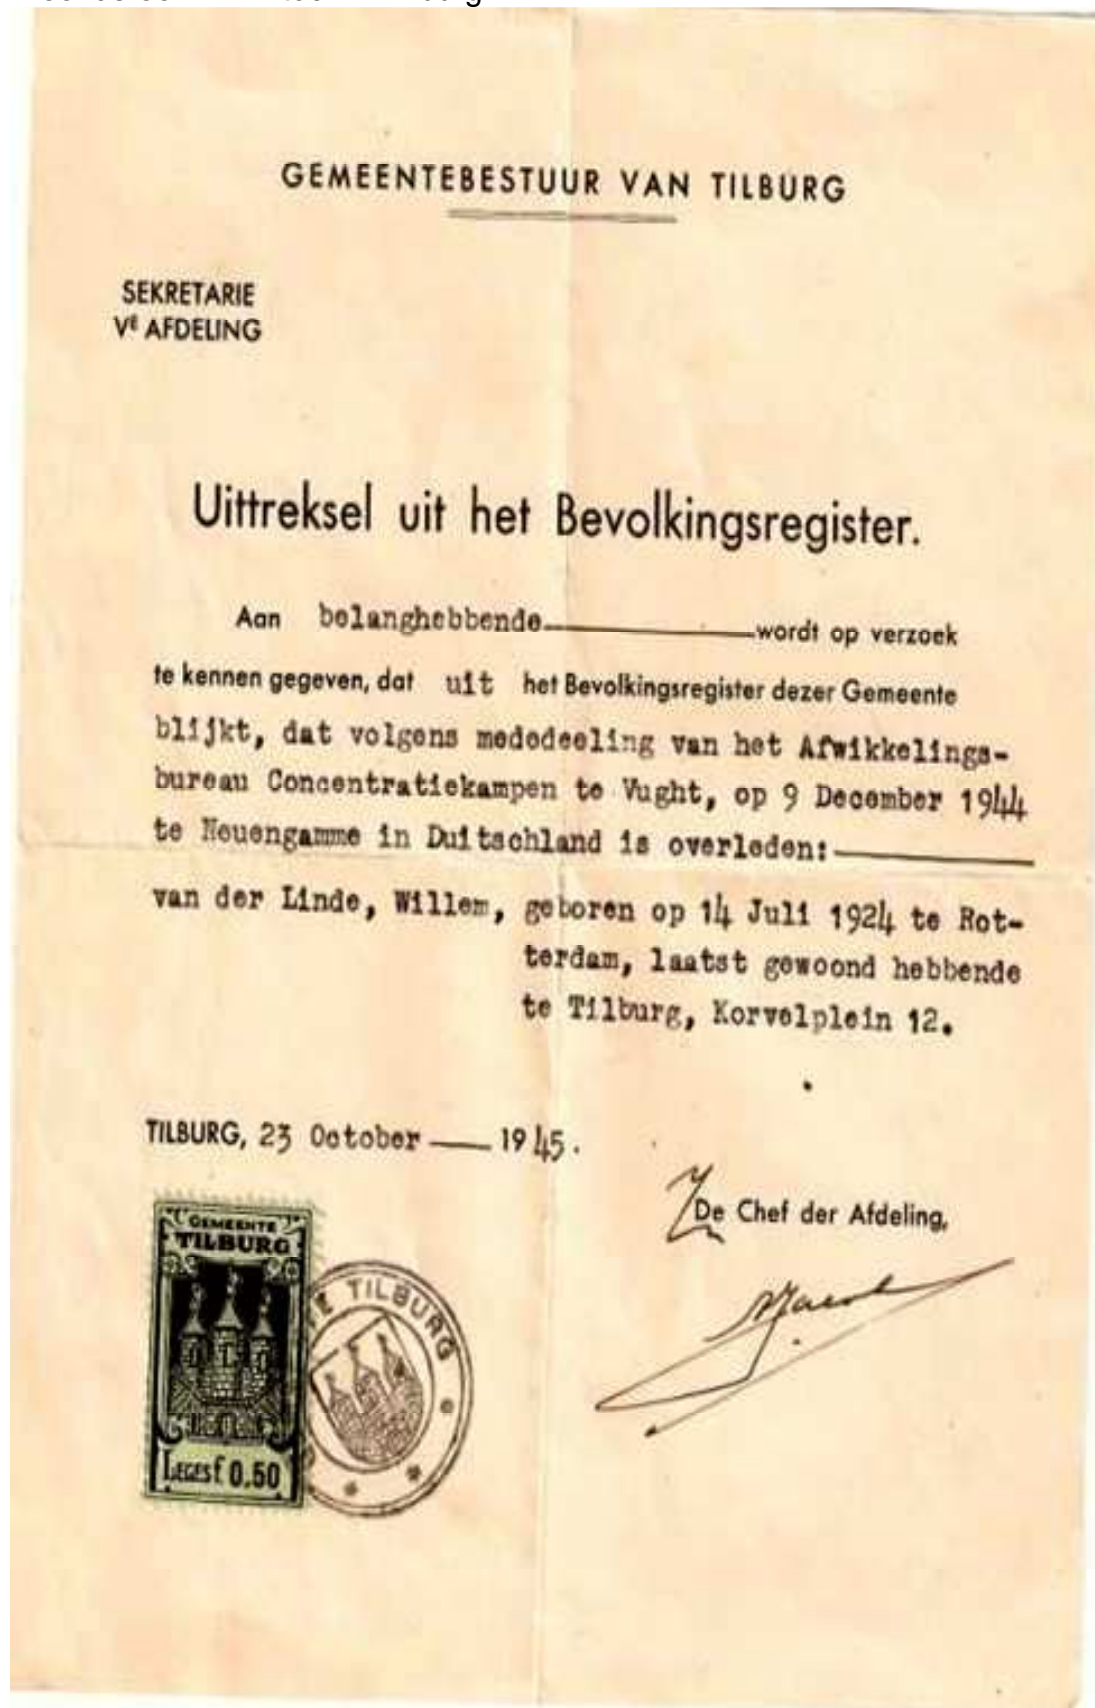 GEMEENTEBESTUUR VAN TILBURG
SEKRETARIE
Vᴱ AFDELING
Uittreksel uit het Bevolkingsregister.
Aan belanghebbende wordt op verzoek
te kennen gegeven, dat uit het Bevolkingsregister dezer Gemeente
blijkt, dat volgens mededeeling van het Afwikkelings-
bureau Concentratiekampen te Vught, op 9 December 1944
te Neuengamme in Duitschland is overleden:
van der Linde, Willem, geboren op 14 Juli 1924 te Rot-
terdam, laatst gewoond hebbende
te Tilburg, Korvelplein 12.
TILBURG, 23 October 1945.
De Chef der Afdeling,
GEMEENTE
TILBURG
LEGES f 0.50
TILBURG